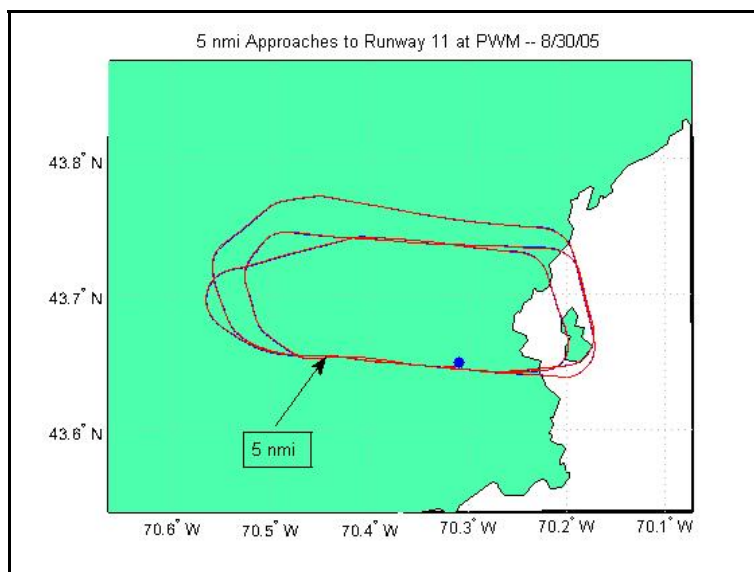 5 nmi Approaches to Runway 11 at PWM -- 8/30/05
43.8° N
43.7° N
43.6° N
5 nmi
70.6° W
70.5° W
70.4° W
70.3° W
70.2° W
70.1° W